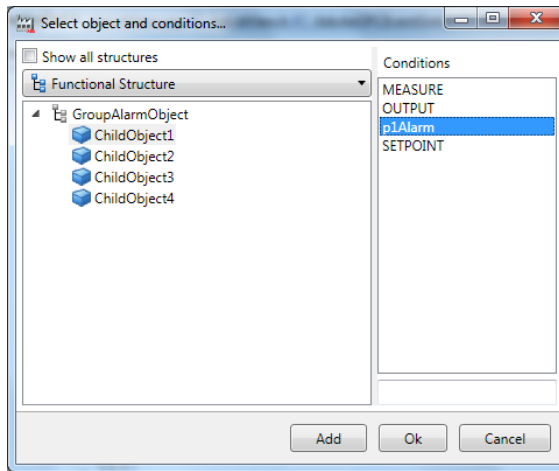 Select object and conditions...
Show all structures
Functional Structure
GroupAlarmObject
ChildObject1
ChildObject2
ChildObject3
ChildObject4
Conditions
MEASURE
OUTPUT
p1Alarm
SETPOINT
Add
Ok
Cancel